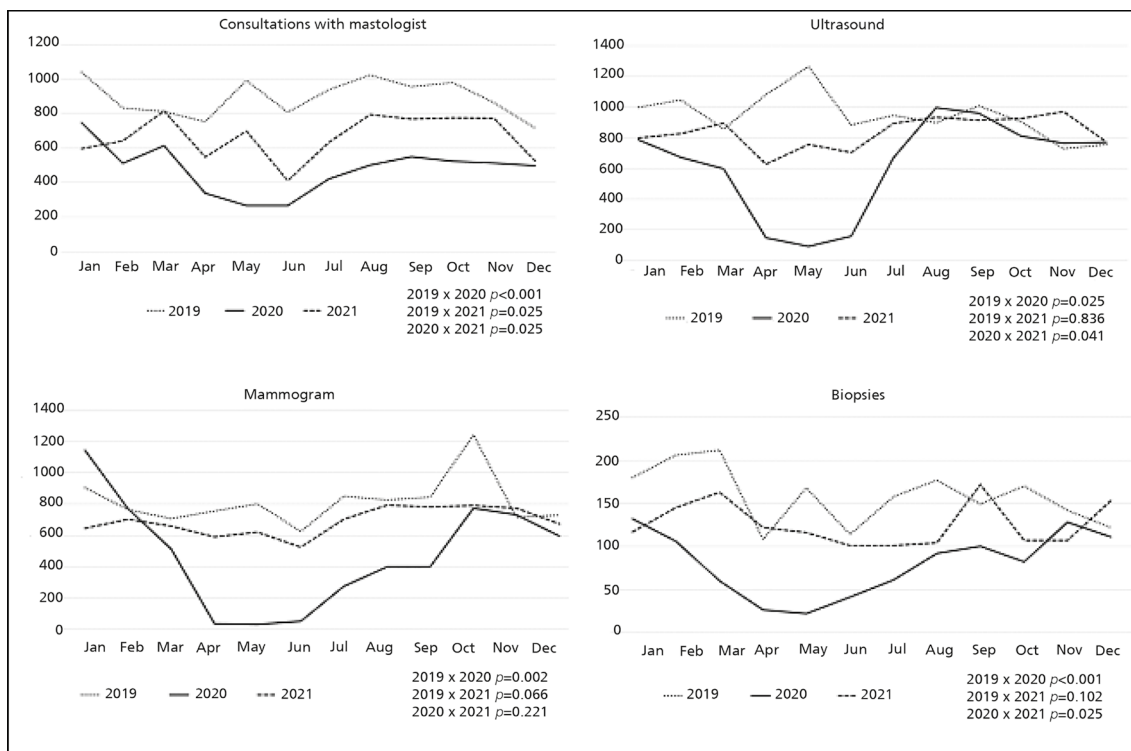 Consultations with mastologist
1200
1000
800
600
400
200
0
Jan Feb Mar Apr May Jun Jul Aug Sep Oct Nov Dec
2019 2020 2021
2019 x 2020 p<0.001
2019 x 2021 p=0.025
2020 x 2021 p=0.025
Ultrasound
1400
1200
1000
800
600
400
200
0
Jan Feb Mar Apr May Jun Jul Aug Sep Oct Nov Dec
2019 2020 2021
2019 x 2020 p=0.025
2019 x 2021 p=0.836
2020 x 2021 p=0.041
Mammogram
1400
1200
1000
800
600
400
200
0
Jan Feb Mar Apr May Jun Jul Aug Sep Oct Nov Dec
2019 2020 2021
2019 x 2020 p=0.002
2019 x 2021 p=0.066
2020 x 2021 p=0.221
Biopsies
250
200
150
100
50
0
Jan Feb Mar Apr May Jun Jul Aug Sep Oct Nov Dec
2019 2020 2021
2019 x 2020 p<0.001
2019 x 2021 p=0.102
2020 x 2021 p=0.025